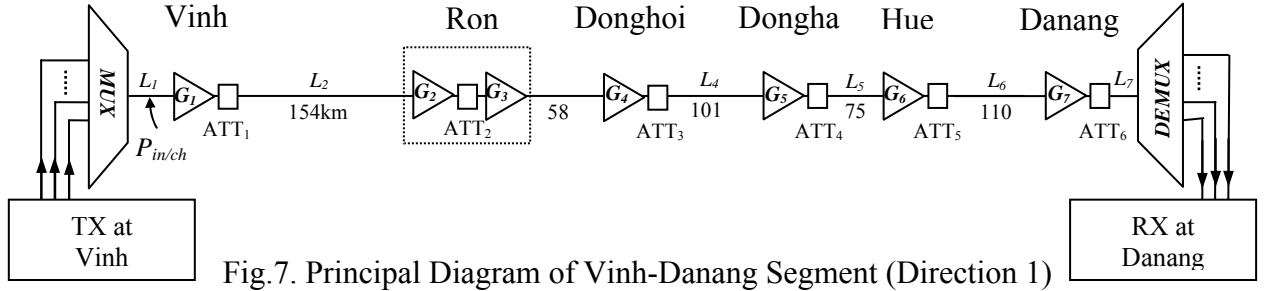 Vinh Ron Donghoi Dongha Hue Danang
MUX L1 G1 L2 G2 G3 G4 L4 G5 L5 G6 L6 G7 L7 DEMUX
154km 58 101 75 110
ATT1 ATT2 ATT3 ATT4 ATT5 ATT6
Pin/ch
TX at
Vinh
RX at
Danang
Fig.7. Principal Diagram of Vinh-Danang Segment (Direction 1)